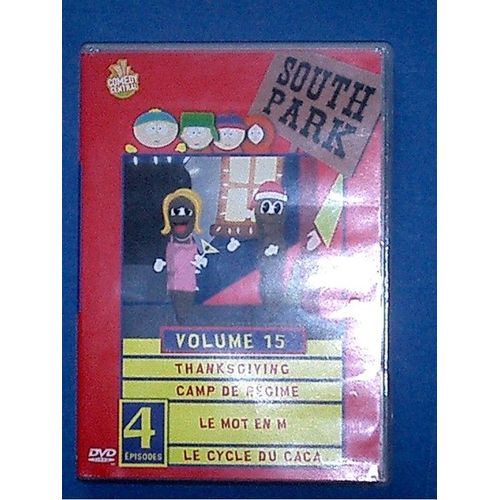 COMEDY
CENTRAL
SOUTH
PARK
VOLUME 15
THANKSGIVING
CAMP DE RÉGIME
LE MOT EN M
LE CYCLE DU CACA
4
ÉPISODES
DVD
VIDEO